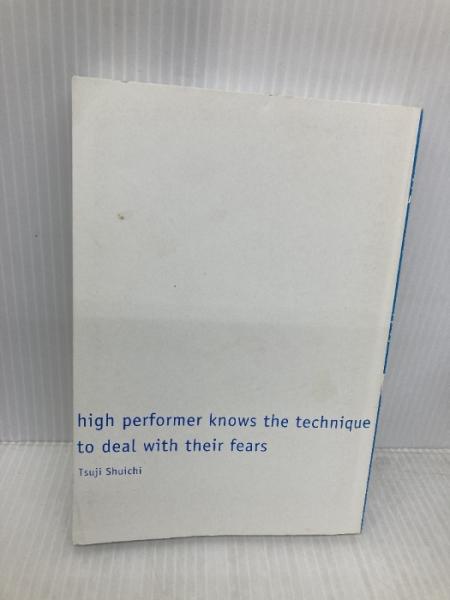 high performer knows the technique
to deal with their fears
Tsuji Shuichi